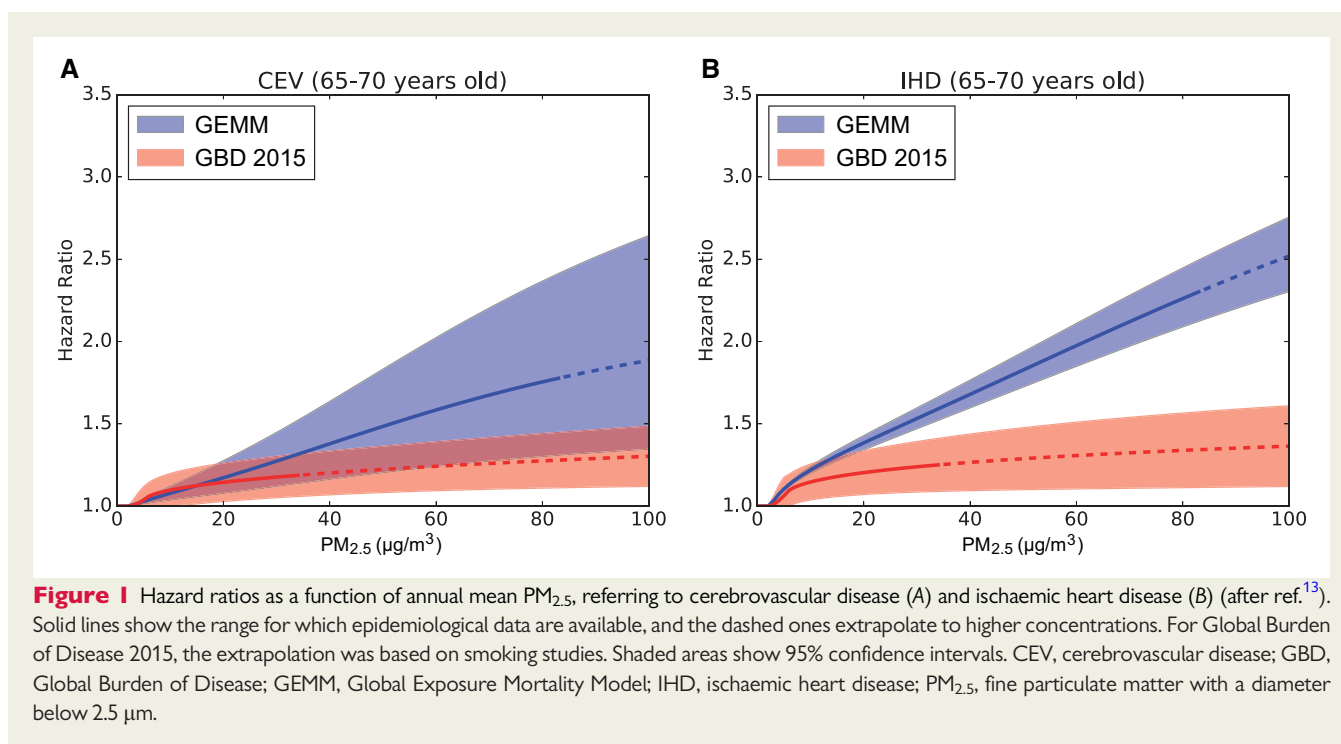 A
CEV (65-70 years old)
3.5
3.0
2.5
2.0
1.5
1.0
Hazard Ratio
GEMM
GBD 2015
0 20 40 60 80 100
PM2.5 (µg/m³)
B
IHD (65-70 years old)
3.5
3.0
2.5
2.0
1.5
1.0
Hazard Ratio
GEMM
GBD 2015
0 20 40 60 80 100
PM2.5 (µg/m³)
Figure 1 Hazard ratios as a function of annual mean PM2.5, referring to cerebrovascular disease (A) and ischaemic heart disease (B) (after ref.13).
Solid lines show the range for which epidemiological data are available, and the dashed ones extrapolate to higher concentrations. For Global Burden
of Disease 2015, the extrapolation was based on smoking studies. Shaded areas show 95% confidence intervals. CEV, cerebrovascular disease; GBD,
Global Burden of Disease; GEMM, Global Exposure Mortality Model; IHD, ischaemic heart disease; PM2.5, fine particulate matter with a diameter
below 2.5 µm.